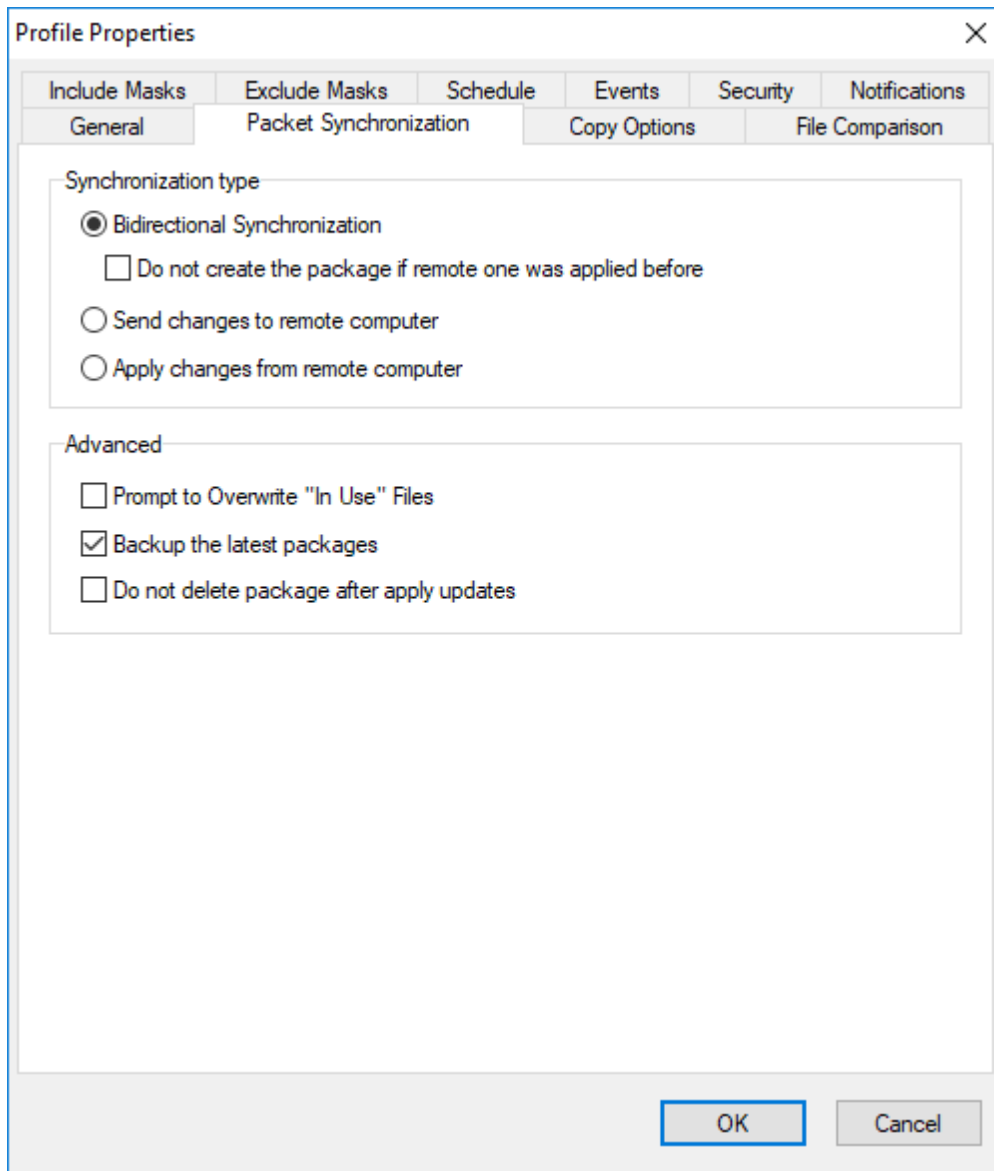 Profile Properties
Include Masks Exclude Masks Schedule Events Security Notifications
General Packet Synchronization Copy Options File Comparison
Synchronization type
Bidirectional Synchronization
Do not create the package if remote one was applied before
Send changes to remote computer
Apply changes from remote computer
Advanced
Prompt to Overwrite "In Use" Files
Backup the latest packages
Do not delete package after apply updates
OK Cancel